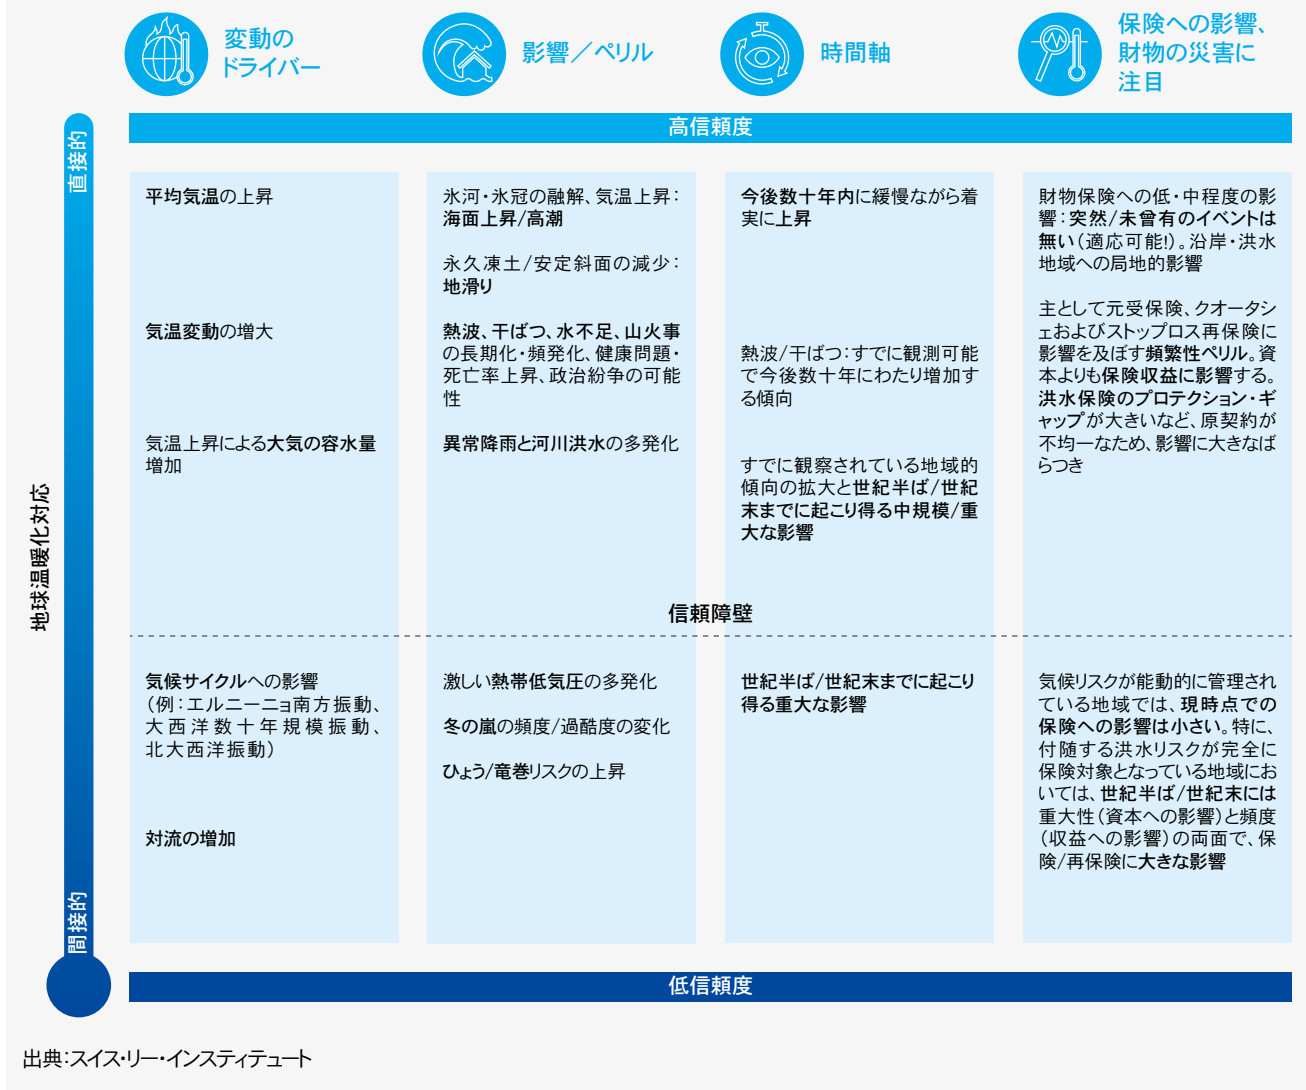 変動の
ドライバー
影響／ペリル
時間軸
保険への影響、
財物の災害に
注目
高信頼度
直接的
地球温暖化対応
間接的
平均気温の上昇
気温変動の増大
気温上昇による大気の容水量
増加
氷河・氷冠の融解、気温上昇：
海面上昇/高潮
永久凍土/安定斜面の減少：
地滑り
熱波、干ばつ、水不足、山火事
の長期化・頻発化、健康問題・
死亡率上昇、政治紛争の可能
性
異常降雨と河川洪水の多発化
今後数十年内に緩慢ながら着
実に上昇
熱波/干ばつ：すでに観測可能
で今後数十年にわたり増加す
る傾向
すでに観察されている地域的
傾向の拡大と世紀半ば/世紀
末までに起こり得る中規模/重
大な影響
財物保険への低・中程度の影
響：突然/未曾有のイベントは
無い（適応可能!）。沿岸・洪水
地域への局地的影響
主として元受保険、クオータシ
ェおよびストップロス再保険に
影響を及ぼす頻繁性ペリル。資
本よりも保険収益に影響する。
洪水保険のプロテクション・ギ
ャップが大きいなど、原契約が
不均一なため、影響に大きなば
らつき
信頼障壁
気候サイクルへの影響
（例：エルニーニョ南方振動、
大西洋数十年規模振動、
北大西洋振動）
対流の増加
激しい熱帯低気圧の多発化
冬の嵐の頻度/過酷度の変化
ひょう/竜巻リスクの上昇
世紀半ば/世紀末までに起こり
得る重大な影響
気候リスクが能動的に管理され
ている地域では、現時点での
保険への影響は小さい。特に、
付随する洪水リスクが完全に
保険対象となっている地域にお
いては、世紀半ば/世紀末には
重大性（資本への影響）と頻度
（収益への影響）の両面で、保
険/再保険に大きな影響
低信頼度
出典：スイス・リー・インスティテュート